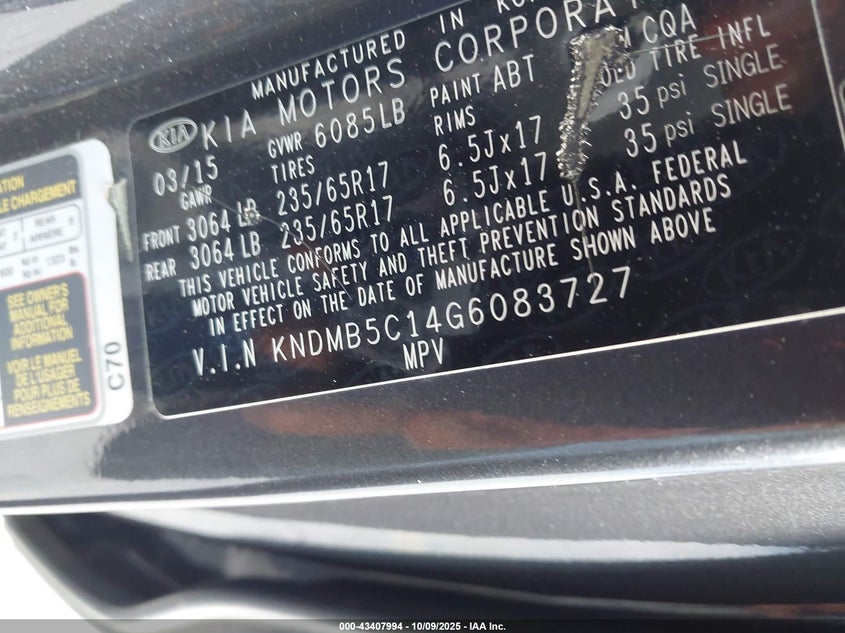 MANUFACTURED IN
KIA KIA MOTORS CORPORAT
03/15 GVWR 6085LB PAINT ABT CQA
GAWR TIRES RIMS TIRE INFL
FRONT 3064 LB 235/65R17 6.5Jx17 35 psi SINGLE
REAR 3064 LB 235/65R17 6.5Jx17 35 psi SINGLE
THIS VEHICLE CONFORMS TO ALL APPLICABLE U.S.A. FEDERAL
MOTOR VEHICLE SAFETY AND THEFT PREVENTION STANDARDS
IN EFFECT ON THE DATE OF MANUFACTURE SHOWN ABOVE
V.I.N KNDMB5C14G6083727
MPV
CHARGEMENT
REAR
ARRIÈRE
SEE OWNER'S
MANUAL FOR
ADDITIONAL
INFORMATION
VOIR LE MANUEL
DE L'USAGER
POUR PLUS DE
RENSEIGNEMENTS
C70
000-43407994 - 10/09/2025 - IAA Inc.